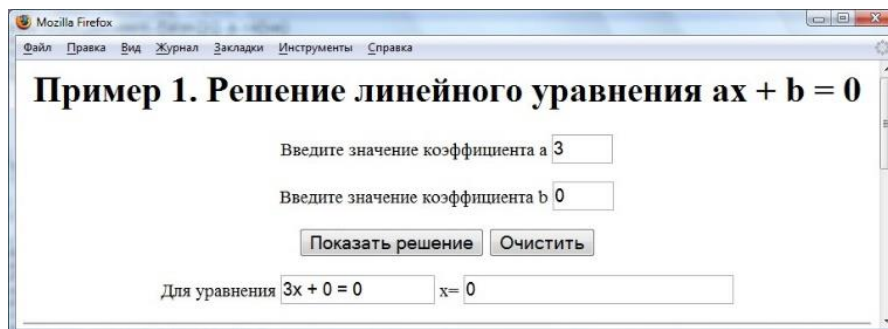 Mozilla Firefox
Файл Правка Вид Журнал Закладки Инструменты Справка
Пример 1. Решение линейного уравнения ax + b = 0
Введите значение коэффициента a 3
Введите значение коэффициента b 0
Показать решение Очистить
Для уравнения 3x + 0 = 0 x= 0